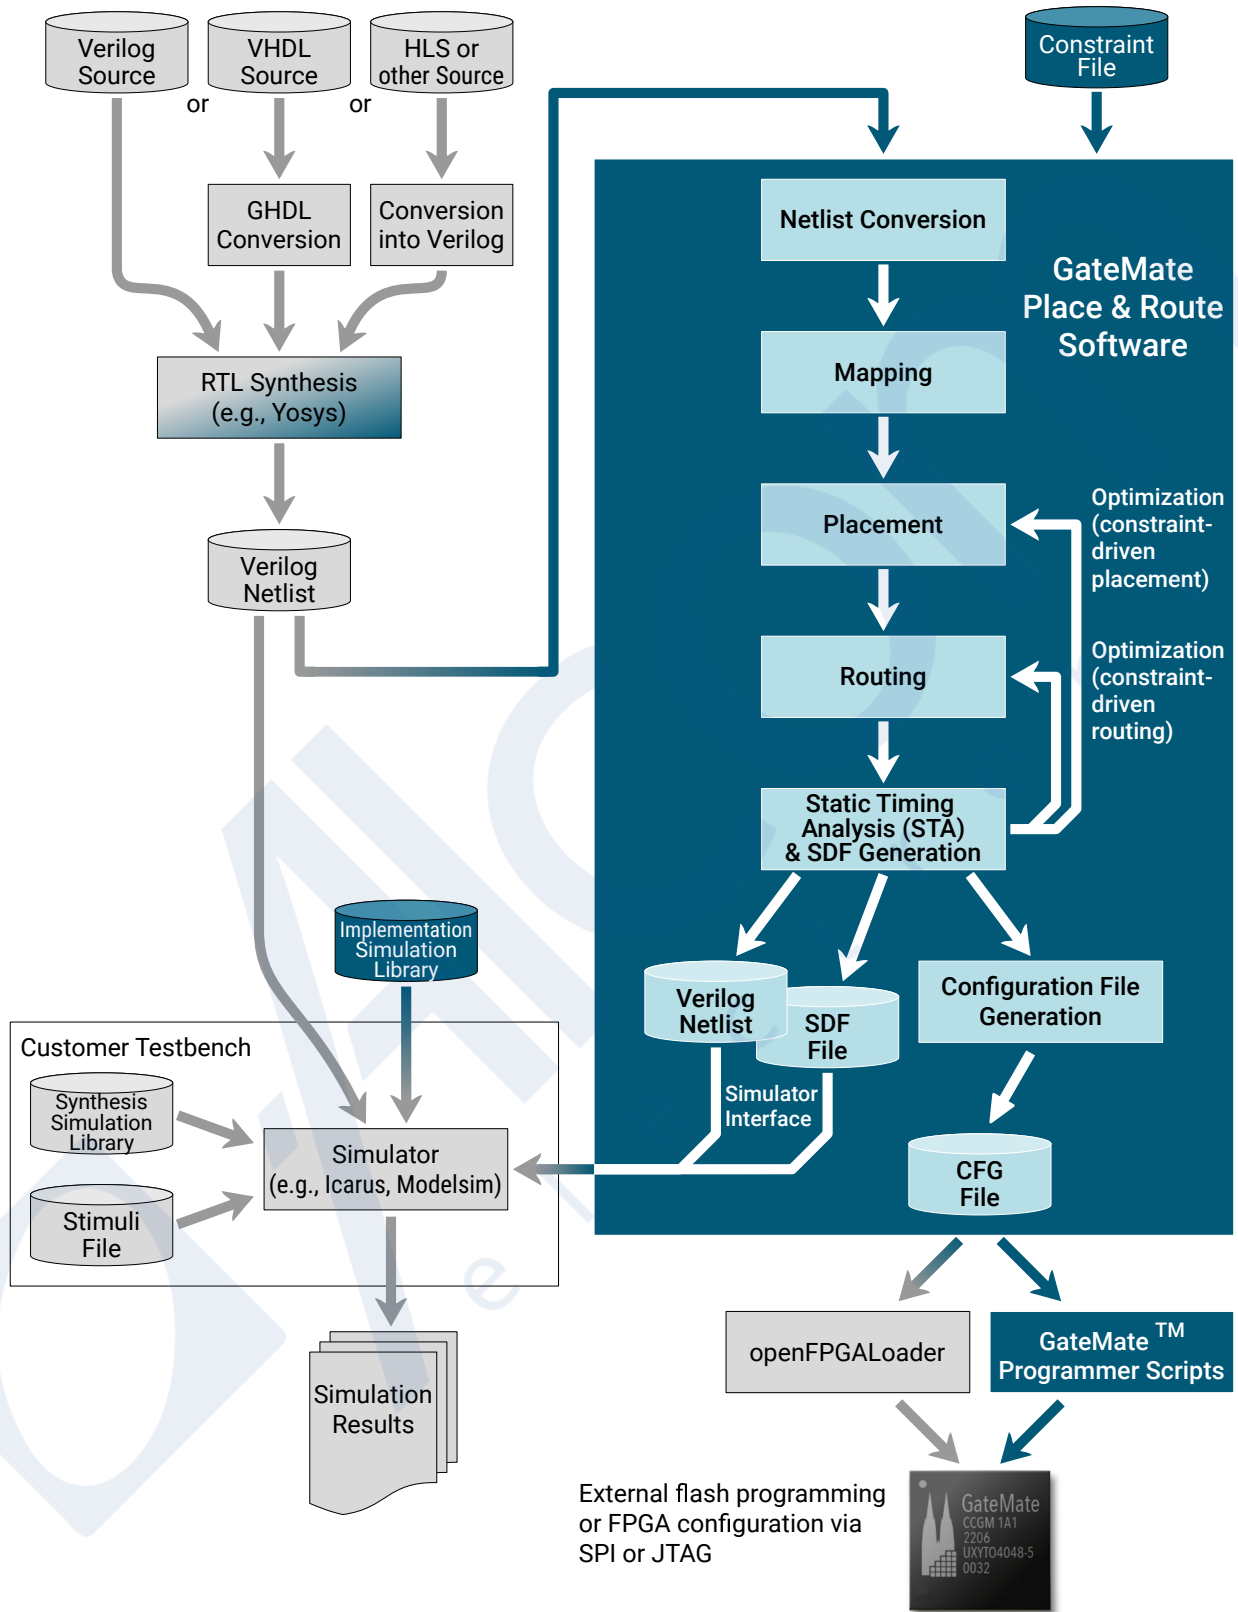 Verilog
Source
or
VHDL
Source
or
HLS or
other Source
Constraint
File
GHDL
Conversion
Conversion
into Verilog
RTL Synthesis
(e.g., Yosys)
Verilog
Netlist
GateMate
Place & Route
Software
Netlist Conversion
Mapping
Placement
Optimization
(constraint-
driven
placement)
Routing
Optimization
(constraint-
driven
routing)
Static Timing
Analysis (STA)
& SDF Generation
Verilog
Netlist
SDF
File
Configuration File
Generation
Simulator
Interface
CFG
File
Implementation
Simulation
Library
Customer Testbench
Synthesis
Simulation
Library
Stimuli
File
Simulator
(e.g., Icarus, Modelsim)
Simulation
Results
openFPGALoader
GateMate TM
Programmer Scripts
External flash programming
or FPGA configuration via
SPI or JTAG
GateMate
CCGM 1A1
2206
UXYTO4048-5
0032